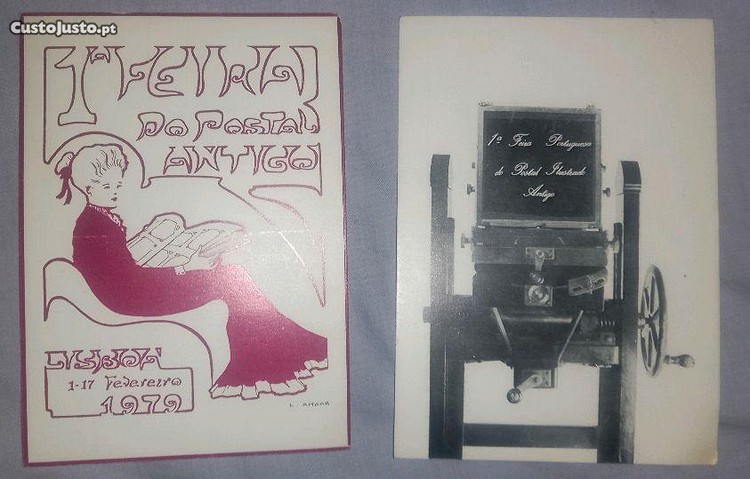 CustoJusto.pt
1ª FEIRA
DO POSTAL
ANTIGO
LISBOA
1-17 Fevereiro
1979
1ª Feira Portuguesa
do Postal Ilustrado
Antigo